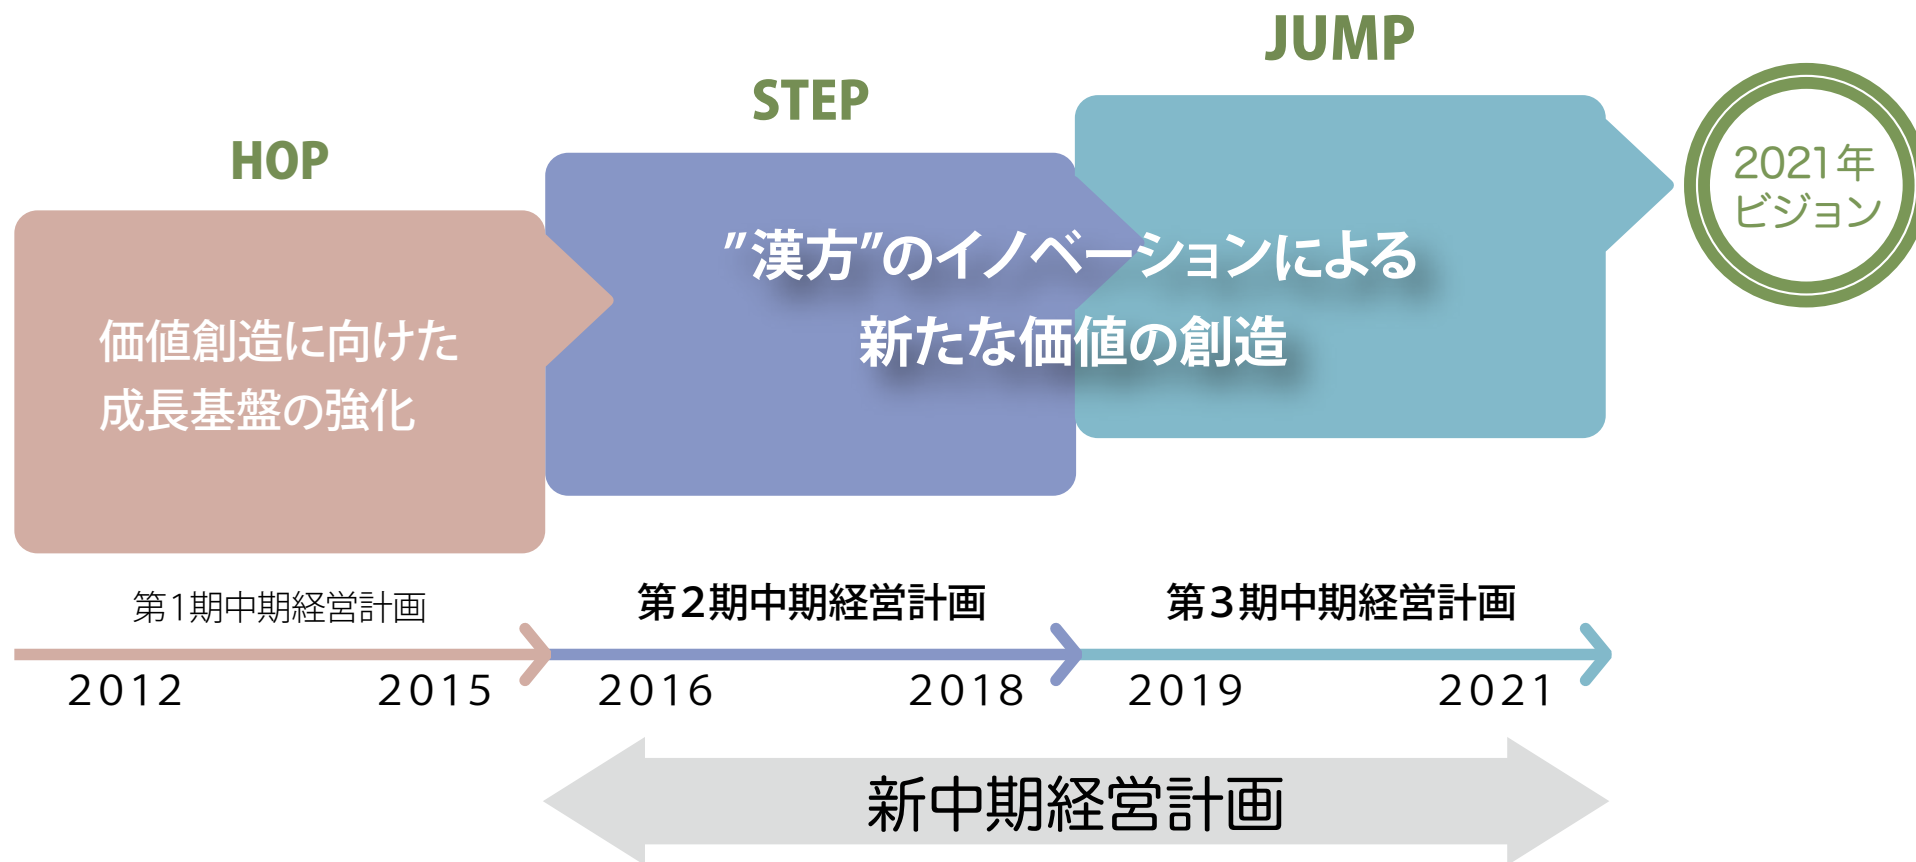 JUMP
STEP
HOP
2021年
ビジョン
”漢方”のイノベーションによる
新たな価値の創造
価値創造に向けた
成長基盤の強化
第1期中期経営計画
第2期中期経営計画
第3期中期経営計画
2012
2015
2016
2018
2019
2021
新中期経営計画